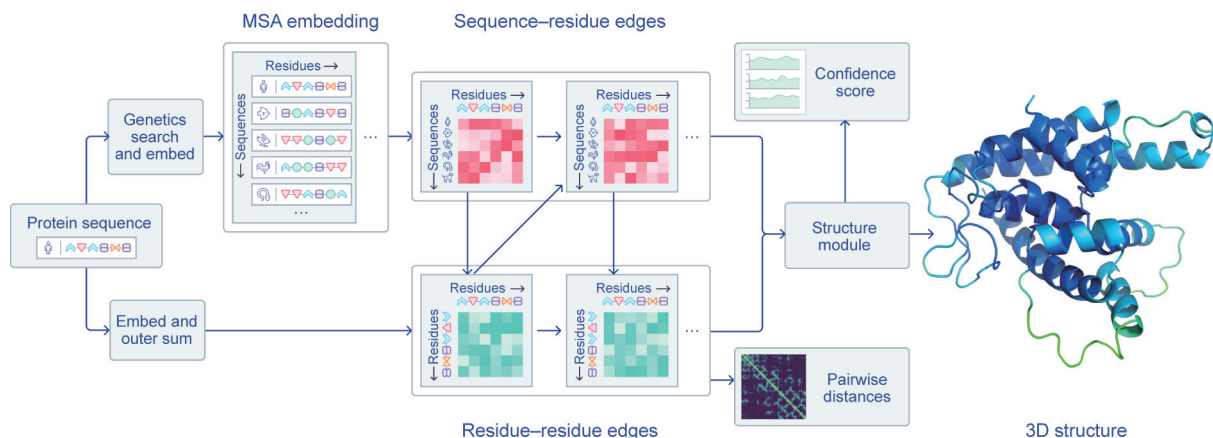 MSA embedding
Sequence–residue edges
Residues →
← Sequences
...
Genetics
search
and embed
...
Residues →
← Sequences
Residues →
← Sequences
...
Confidence
score
Protein sequence
Structure
module
Embed and
outer sum
Residues →
← Residues
Residues →
← Residues
...
Pairwise
distances
Residue–residue edges
3D structure